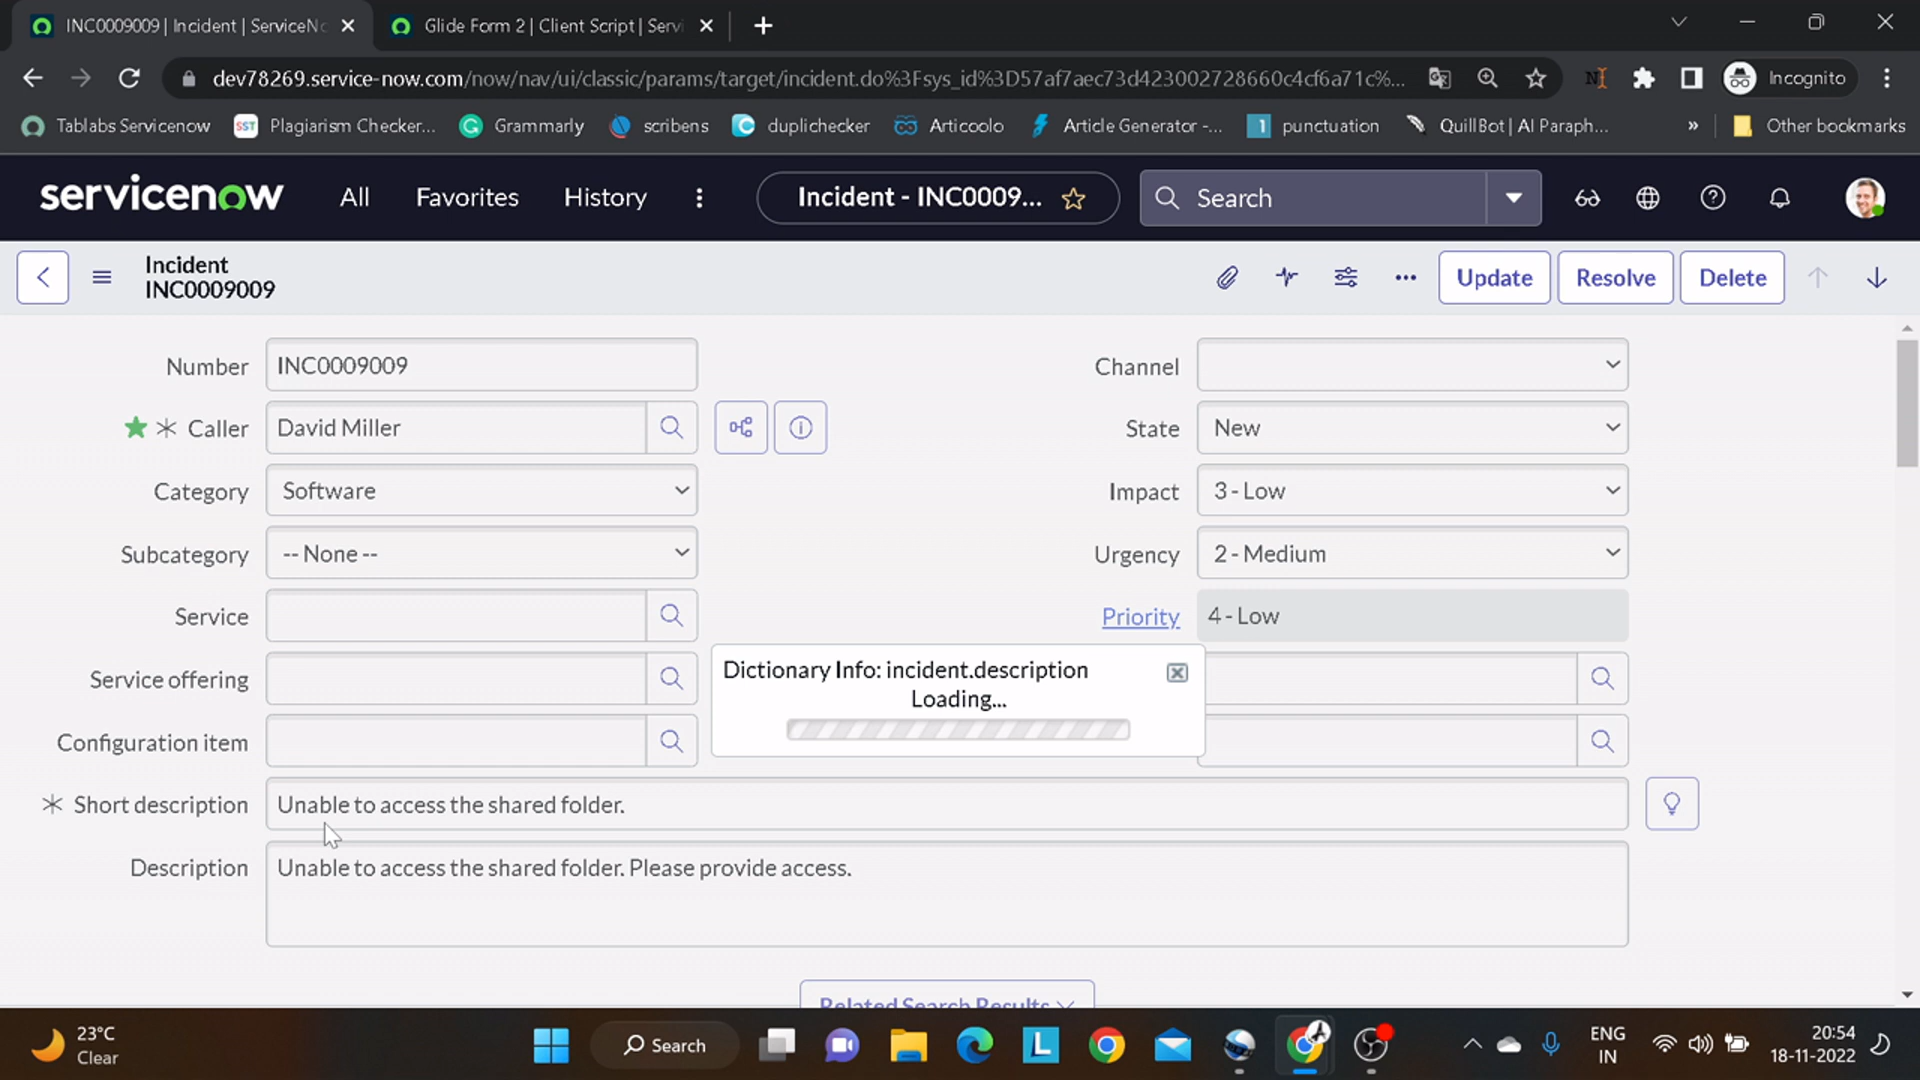 INC0009009 | Incident | ServiceNo
Glide Form 2 | Client Script | Servi
dev78269.service-now.com/now/nav/ui/classic/params/target/incident.do%3Fsys_id%3D57af7aec73d423002728660c4cf6a71c%...
Incognito
Tablabs Servicenow
SST Plagiarism Checker...
Grammarly
scribens
duplichecker
Articoolo
Article Generator -...
1 punctuation
QuillBot | AI Paraph...
»
Other bookmarks
servicenow
All
Favorites
History
Incident - INC0009...
Search
Incident
INC0009009
Update
Resolve
Delete
Number
INC0009009
Channel
Caller
David Miller
State
New
Category
Software
Impact
3 - Low
Subcategory
-- None --
Urgency
2 - Medium
Service
Priority
4 - Low
Service offering
Dictionary Info: incident.description
Loading...
Configuration item
Short description
Unable to access the shared folder.
Description
Unable to access the shared folder. Please provide access.
Related Search Results
23°C
Clear
Search
L
ENG
IN
20:54
18-11-2022